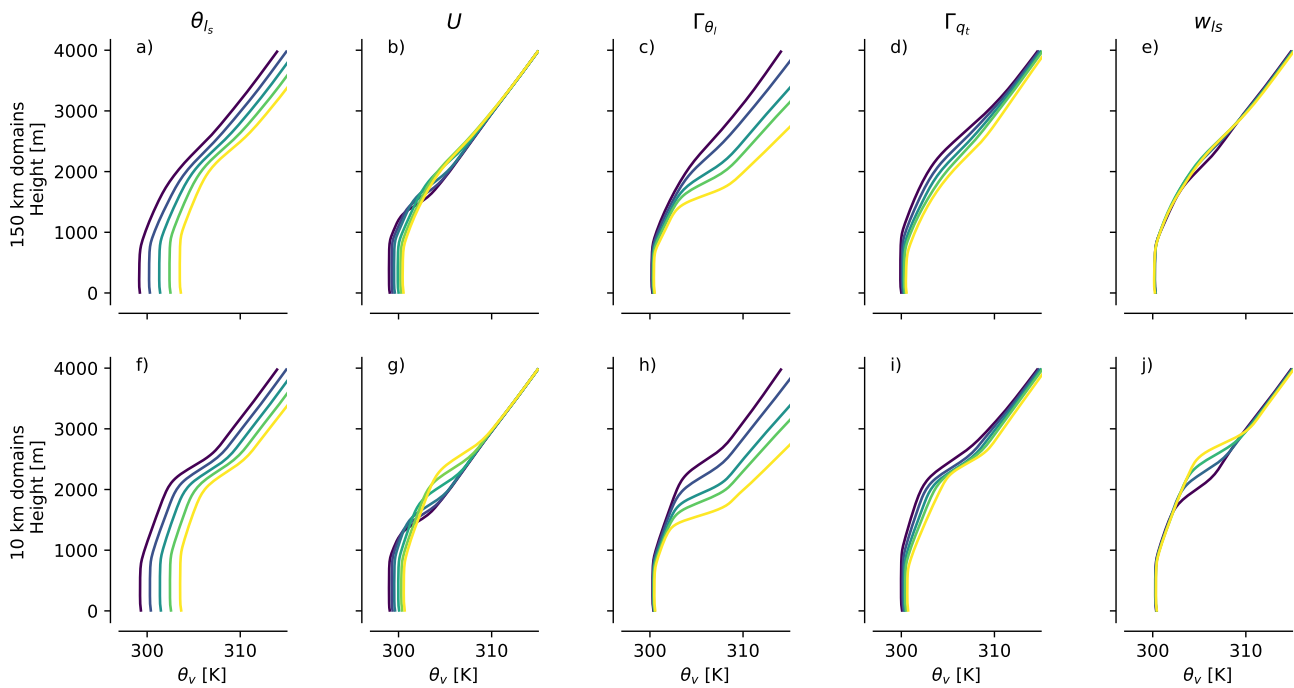 θ_{l_s} U Γ_{θ_l} Γ_{q_t} w_{ls}
a) b) c) d) e)
4000
3000
2000
1000
0
150 km domains
Height [m]
f) g) h) i) j)
4000
3000
2000
1000
0
10 km domains
Height [m]
300 310 300 310 300 310 300 310 300 310
θ_v [K] θ_v [K] θ_v [K] θ_v [K] θ_v [K]